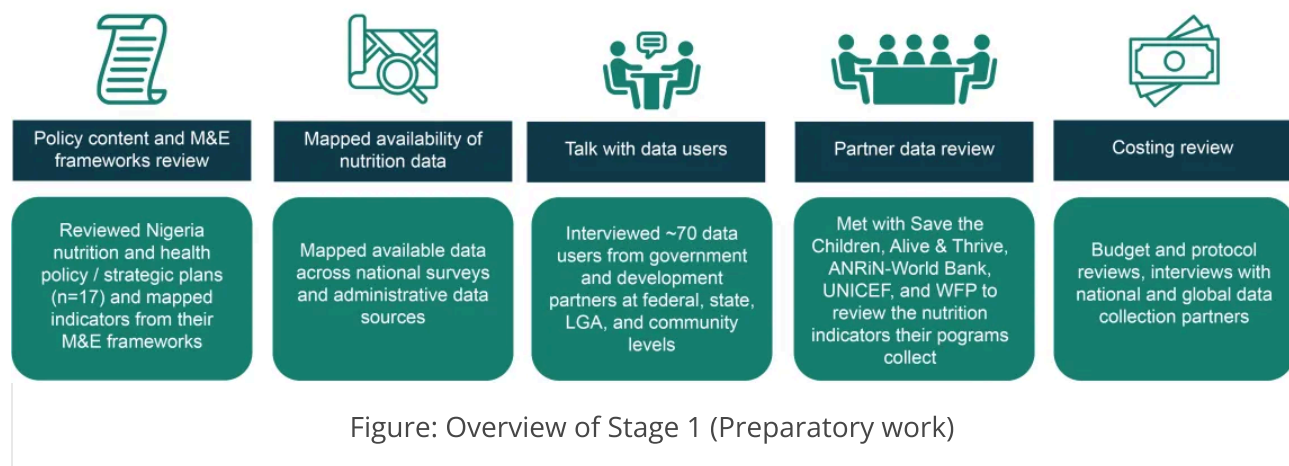 Policy content and M&E
frameworks review
Mapped availability of
nutrition data
Talk with data users
Partner data review
Costing review
Reviewed Nigeria
nutrition and health
policy / strategic plans
(n=17) and mapped
indicators from their
M&E frameworks
Mapped available data
across national surveys
and administrative data
sources
Interviewed ~70 data
users from government
and development
partners at federal, state,
LGA, and community
levels
Met with Save the
Children, Alive & Thrive,
ANRiN-World Bank,
UNICEF, and WFP to
review the nutrition
indicators their pograms
collect
Budget and protocol
reviews, interviews with
national and global data
collection partners
Figure: Overview of Stage 1 (Preparatory work)